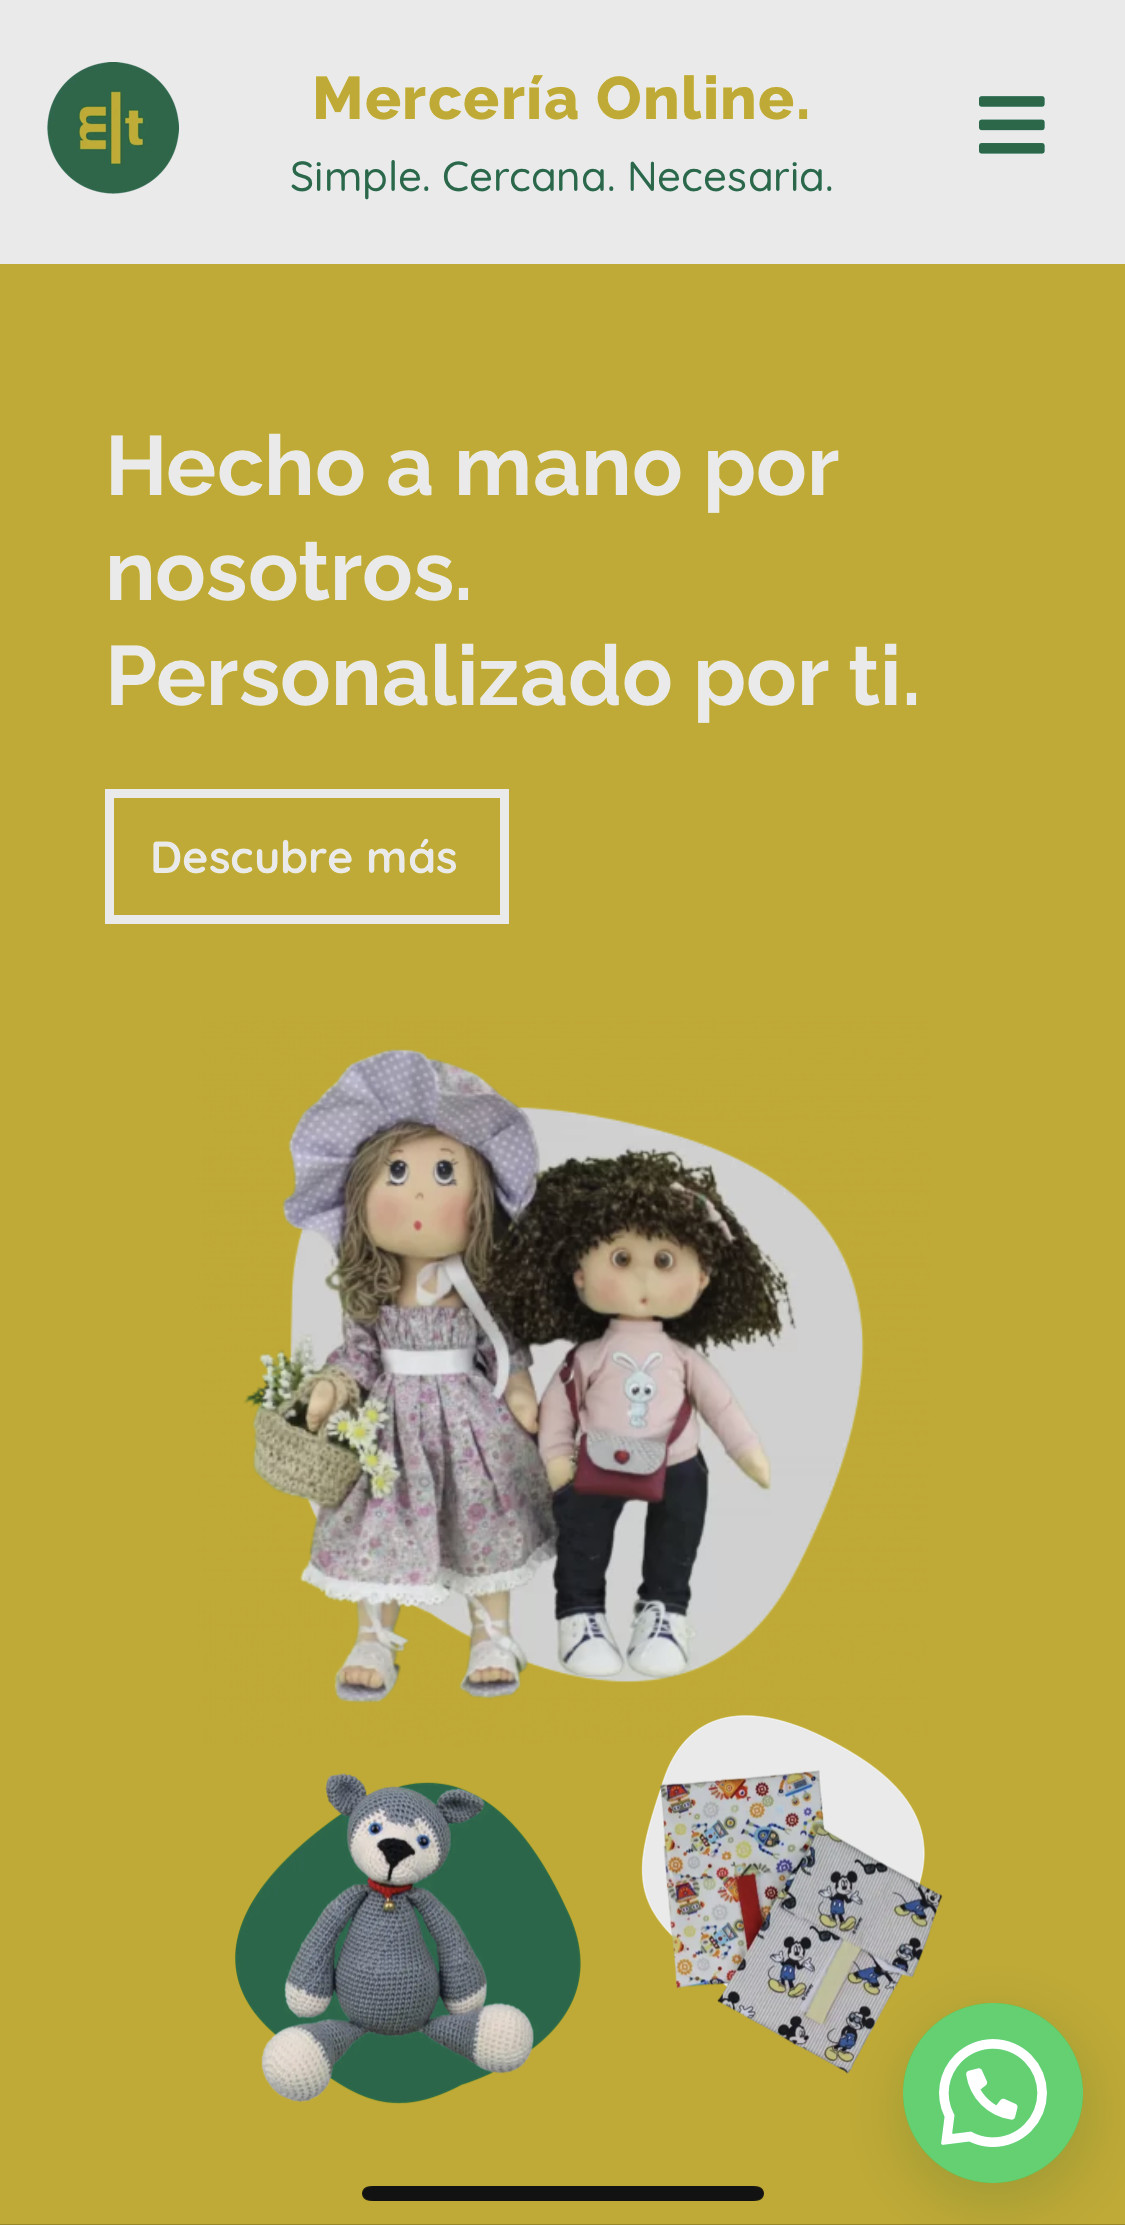 Mercería Online.
Simple. Cercana. Necesaria.
Hecho a mano por
nosotros.
Personalizado por ti.
Descubre más